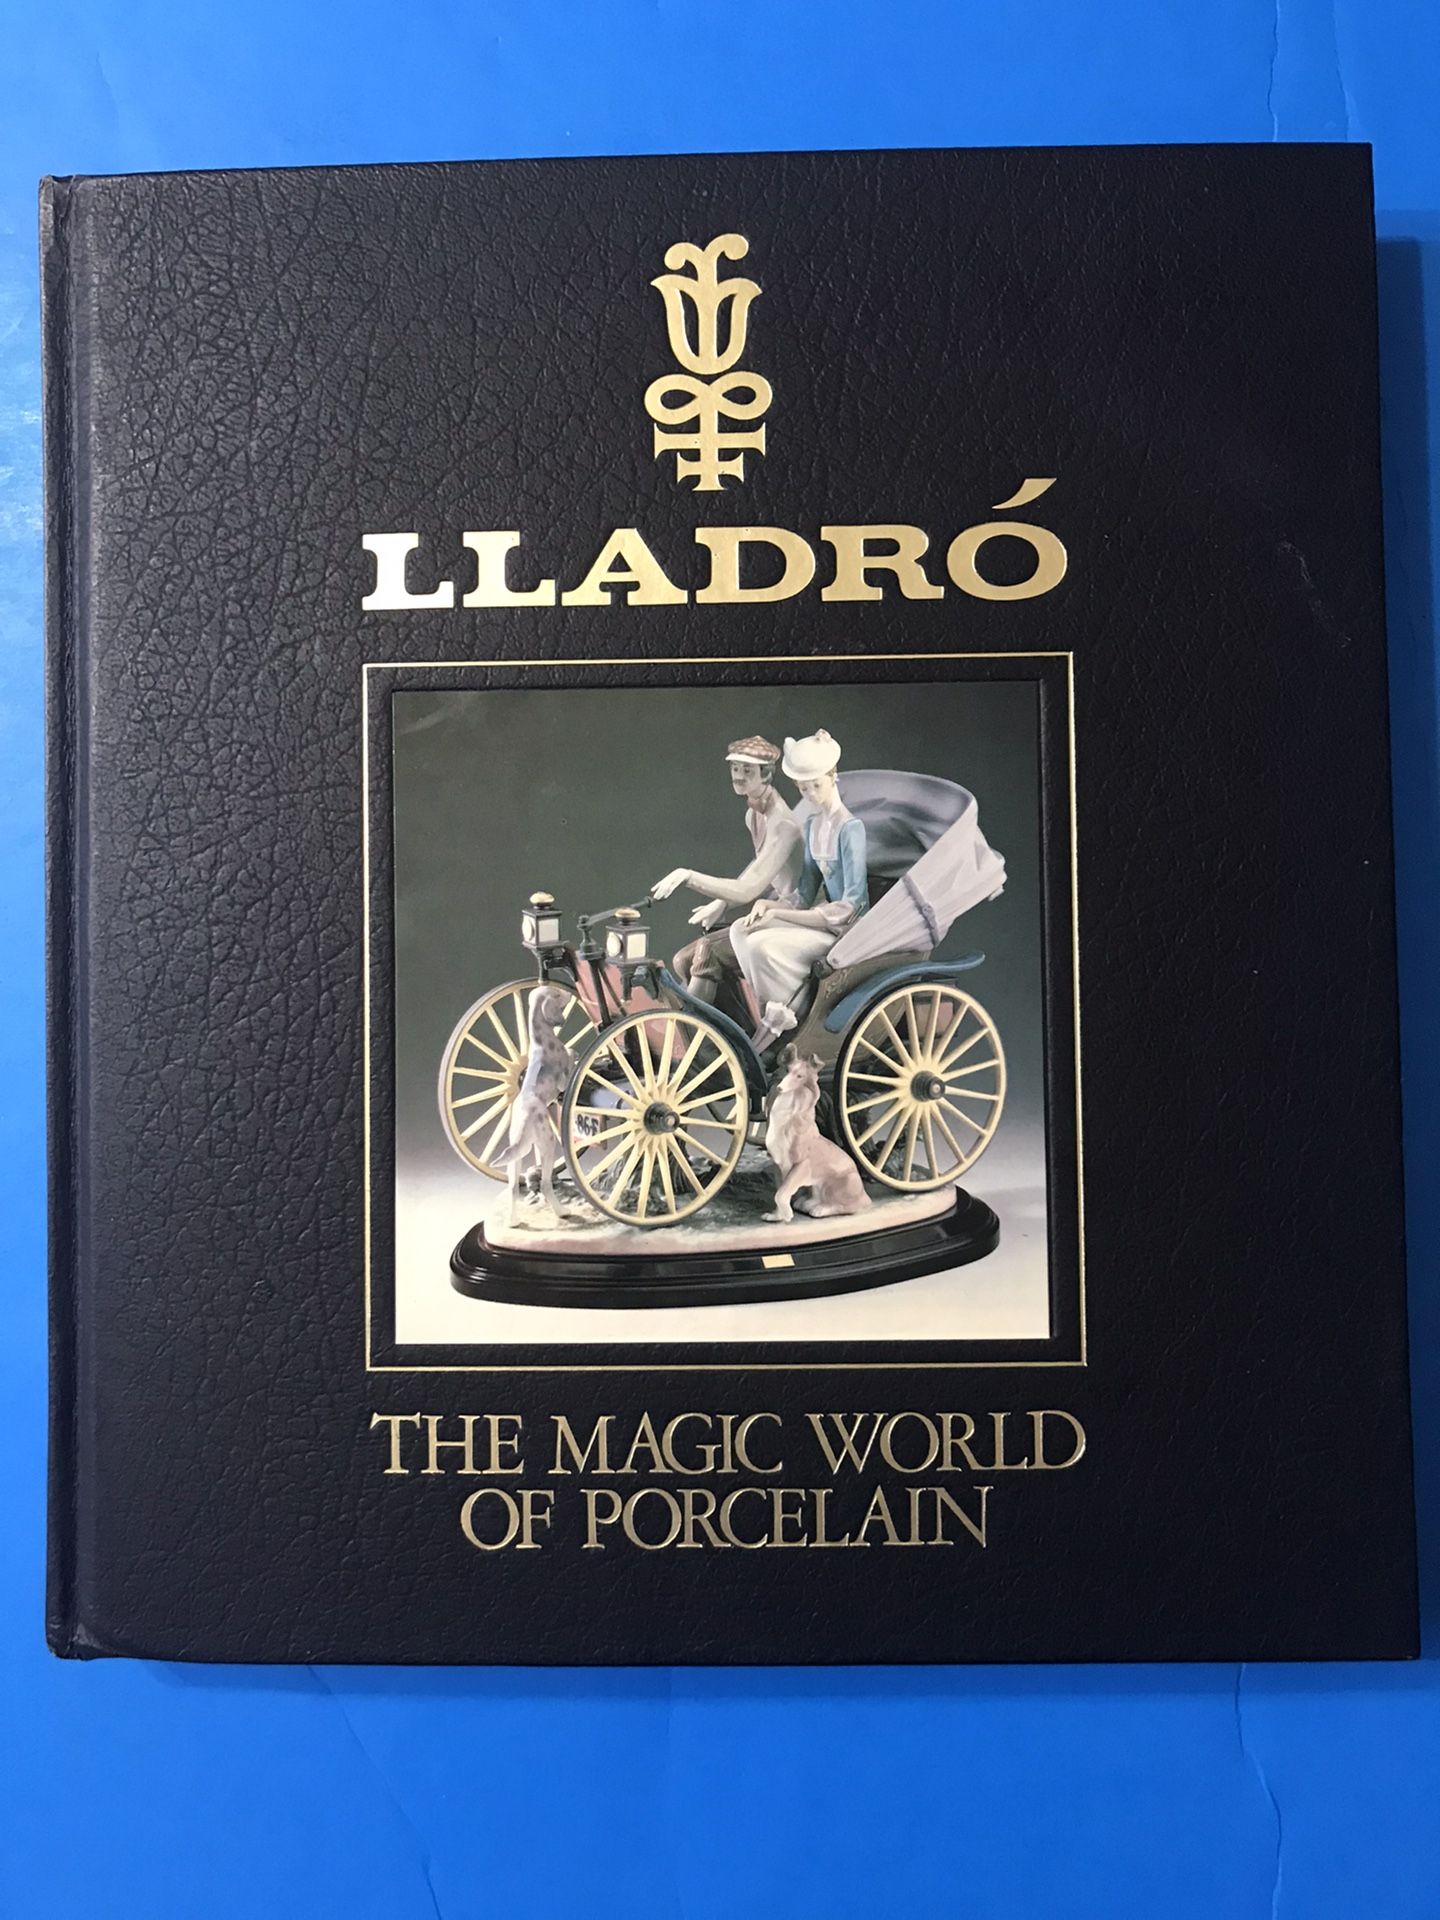 LLADRÓ
THE MAGIC WORLD
OF PORCELAIN